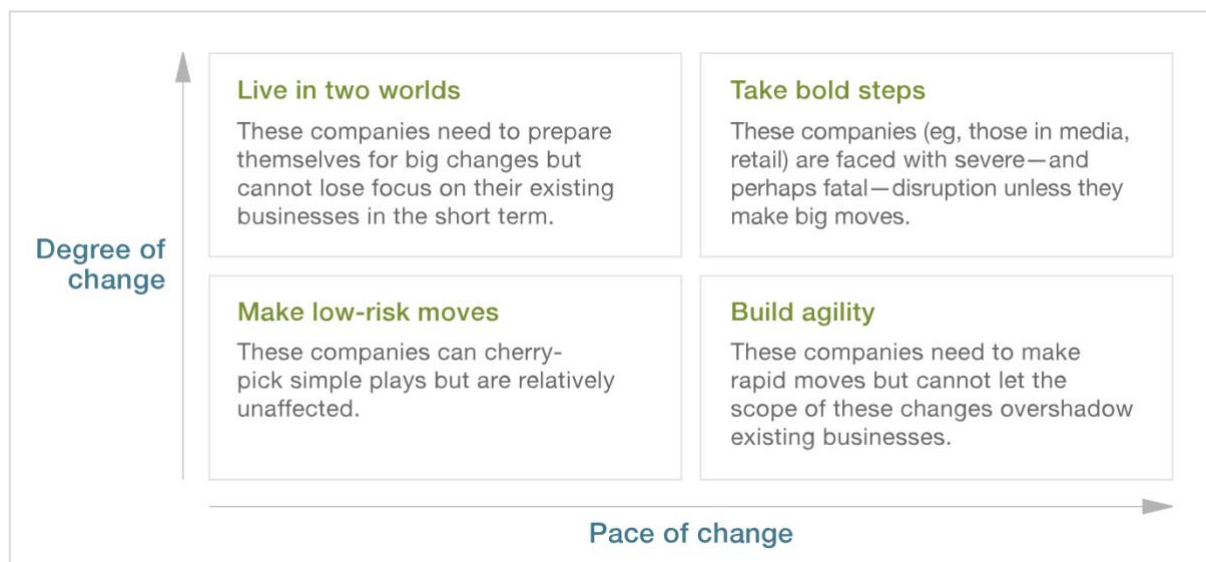 Live in two worlds
These companies need to prepare
themselves for big changes but
cannot lose focus on their existing
businesses in the short term.
Take bold steps
These companies (eg, those in media,
retail) are faced with severe—and
perhaps fatal—disruption unless they
make big moves.
Degree of
change
Make low-risk moves
These companies can cherry-
pick simple plays but are relatively
unaffected.
Build agility
These companies need to make
rapid moves but cannot let the
scope of these changes overshadow
existing businesses.
Pace of change